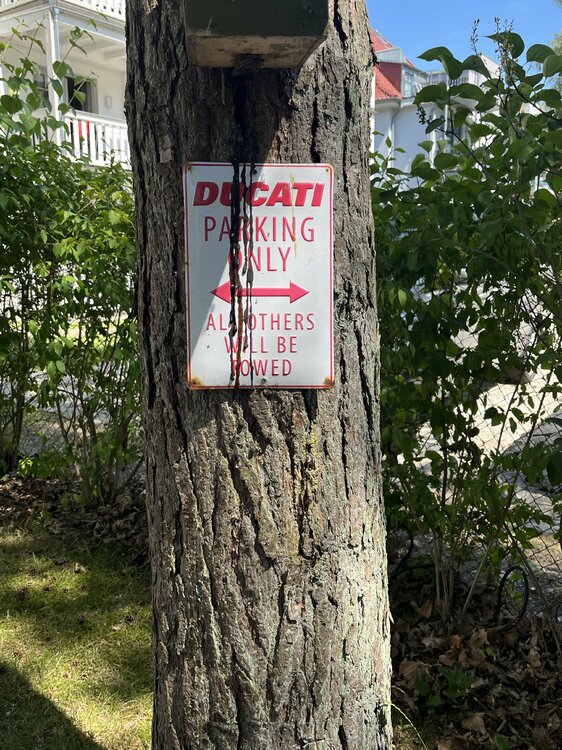 DUCATI
PARKING
ONLY
ALL OTHERS
WILL BE
TOWED